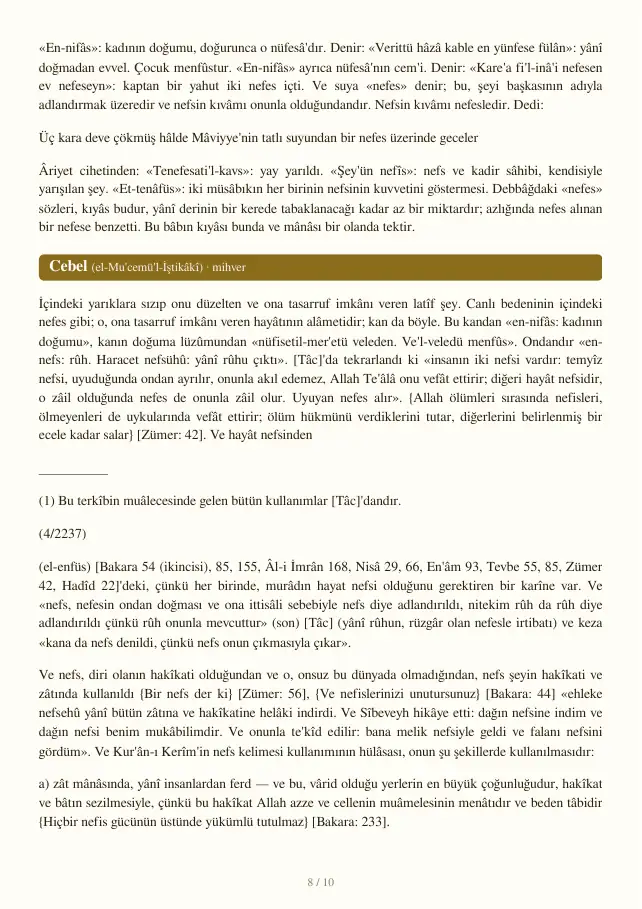 «En-nifâs»: kadının doğumu, doğurunca o nüfesâ'dır. Denir: «Verittü hâzâ kable en yünfese fülân»: yânî
doğmadan evvel. Çocuk menfûstur. «En-nifâs» ayrıca nüfesâ'nın cem'i. Denir: «Kare'a fi'l-inâ'i nefesen
ev nefeseyn»: kaptan bir yahut iki nefes içti. Ve suya «nefes» denir; bu, şeyi başkasının adıyla
adlandırmak üzeredir ve nefsin kıvâmı onunla olduğundandır. Nefsin kıvâmı nefesledir. Dedi:
Üç kara deve çökmüş hâlde Mâviyye'nin tatlı suyundan bir nefes üzerinde geceler
Âriyet cihetinden: «Tenefesati'l-kavs»: yay yarıldı. «Şey'ün nefîs»: nefs ve kadir sâhibi, kendisiyle
yarışılan şey. «Et-tenâfüs»: iki müsâbıkın her birinin nefsinin kuvvetini göstermesi. Debbâğdaki «nefes»
sözleri, kıyâs budur, yânî derinin bir kerede tabaklanacağı kadar az bir miktardır; azlığında nefes alınan
bir nefese benzetti. Bu bâbın kıyâsı bunda ve mânâsı bir olanda tektir.
Cebel (el-Mu'cemü'l-İştikâkî) · mihver
İçindeki yarıklara sızıp onu düzelten ve ona tasarruf imkânı veren latîf şey. Canlı bedeninin içindeki
nefes gibi; o, ona tasarruf imkânı veren hayâtının alâmetidir; kan da böyle. Bu kandan «en-nifâs: kadının
doğumu», kanın doğuma lüzûmundan «nüfisetil-mer'etü veleden. Ve'l-veledü menfûs». Ondandır «en-
nefs: rûh. Haracet nefsühû: yânî rûhu çıktı». [Tâc]'da tekrarlandı ki «insanın iki nefsi vardır: temyîz
nefsi, uyuduğunda ondan ayrılır, onunla akıl edemez, Allah Te'âlâ onu vefât ettirir; diğeri hayât nefsidir,
o zâil olduğunda nefes de onunla zâil olur. Uyuyan nefes alır». {Allah ölümleri sırasında nefisleri,
ölmeyenleri de uykularında vefât ettirir; ölüm hükmünü verdiklerini tutar, diğerlerini belirlenmiş bir
ecele kadar salar} [Zümer: 42]. Ve hayât nefsinden
(1) Bu terkîbin muâlecesinde gelen bütün kullanımlar [Tâc]'dandır.
(4/2237)
(el-enfüs) [Bakara 54 (ikincisi), 85, 155, Âl-i İmrân 168, Nisâ 29, 66, En'âm 93, Tevbe 55, 85, Zümer
42, Hadîd 22]'deki, çünkü her birinde, murâdın hayat nefsi olduğunu gerektiren bir karîne var. Ve
«nefs, nefesin ondan doğması ve ona ittisâli sebebiyle nefs diye adlandırıldı, nitekim rûh da rûh diye
adlandırıldı çünkü rûh onunla mevcuttur» (son) [Tâc] (yânî rûhun, rüzgâr olan nefesle irtibatı) ve keza
«kana da nefs denildi, çünkü nefs onun çıkmasıyla çıkar».
Ve nefs, diri olanın hakîkati olduğundan ve o, onsuz bu dünyada olmadığından, nefs şeyin hakîkati ve
zâtında kullanıldı {Bir nefs der ki} [Zümer: 56], {Ve nefislerinizi unutursunuz} [Bakara: 44] «ehleke
nefsehû yânî bütün zâtına ve hakîkatine helâki indirdi. Ve Sîbeveyh hikâye etti: dağın nefsine indim ve
dağın nefsi benim mukâbilimdir. Ve onunla te'kîd edilir: bana melik nefsiyle geldi ve falanı nefsini
gördüm». Ve Kur'ân-ı Kerîm'in nefs kelimesi kullanımının hülâsası, onun şu şekillerde kullanılmasıdır:
a) zât mânâsında, yânî insanlardan ferd — ve bu, vârid olduğu yerlerin en büyük çoğunluğudur, hakîkat
ve bâtın sezilmesiyle, çünkü bu hakîkat Allah azze ve cellenin muâmelesinin menâtıdır ve beden tâbidir
{Hiçbir nefis gücünün üstünde yükümlü tutulmaz} [Bakara: 233].
8 / 10